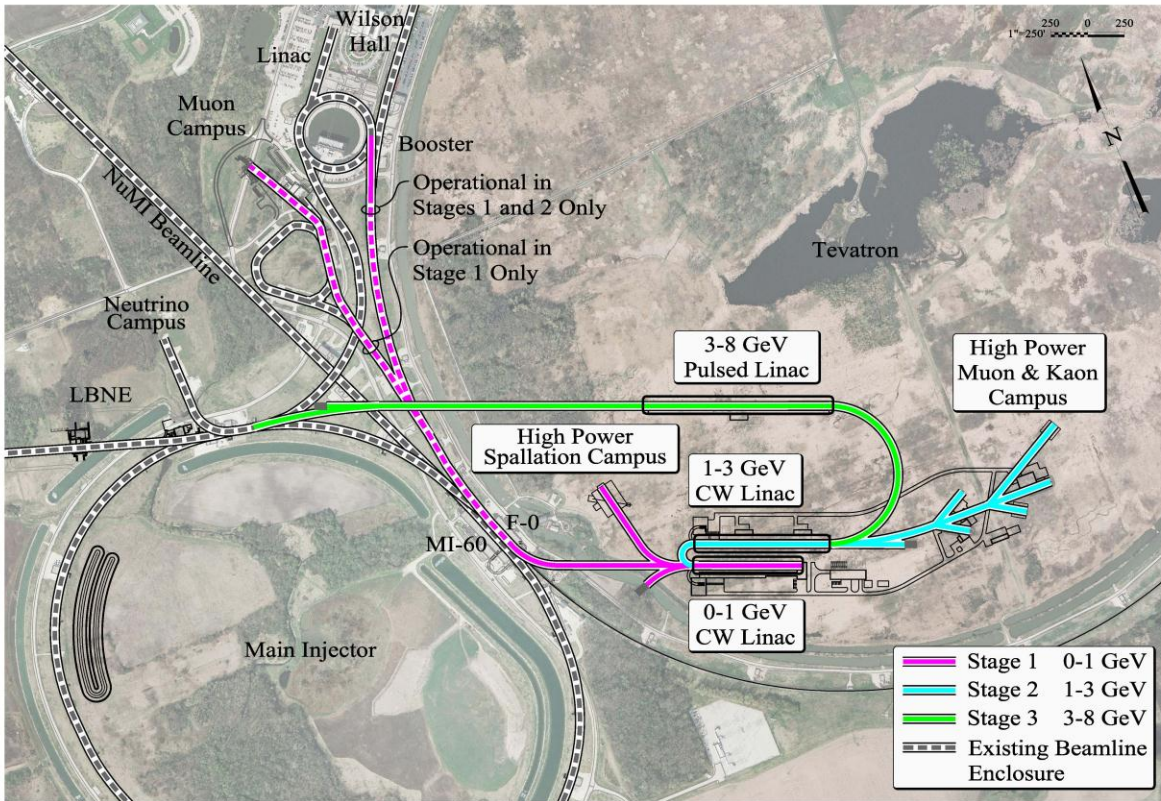 Wilson
Hall
Linac
250 0 250
1"=250'
Muon
Campus
N
Booster
NuMI Beamline
Operational in
Stages 1 and 2 Only
Operational in
Stage 1 Only
Tevatron
Neutrino
Campus
LBNE
3-8 GeV
Pulsed Linac
High Power
Muon & Kaon
Campus
High Power
Spallation Campus
1-3 GeV
CW Linac
F-0
MI-60
0-1 GeV
CW Linac
Main Injector
Stage 1 0-1 GeV
Stage 2 1-3 GeV
Stage 3 3-8 GeV
Existing Beamline
Enclosure